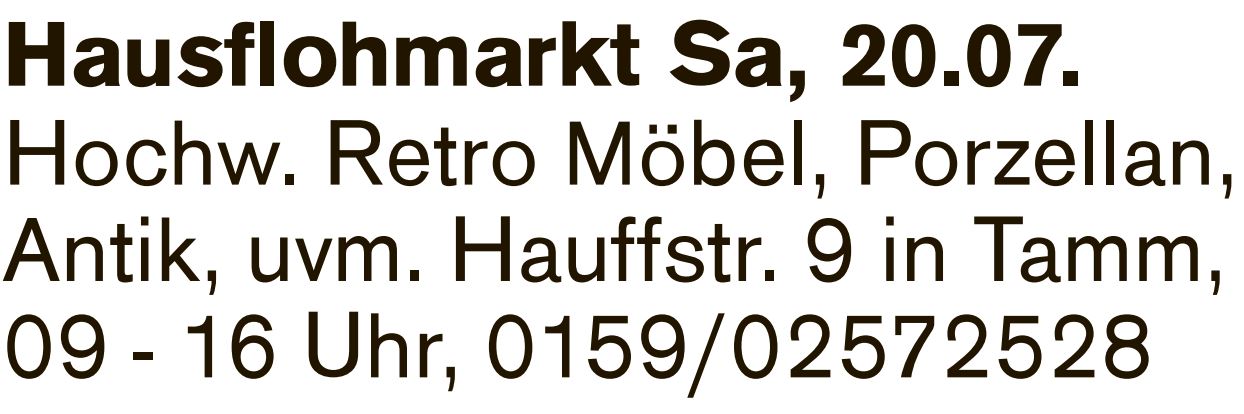 Hausflohmarkt Sa, 20.07.
Hochw. Retro Möbel, Porzellan,
Antik, uvm. Hauffstr. 9 in Tamm,
09 - 16 Uhr, 0159/02572528